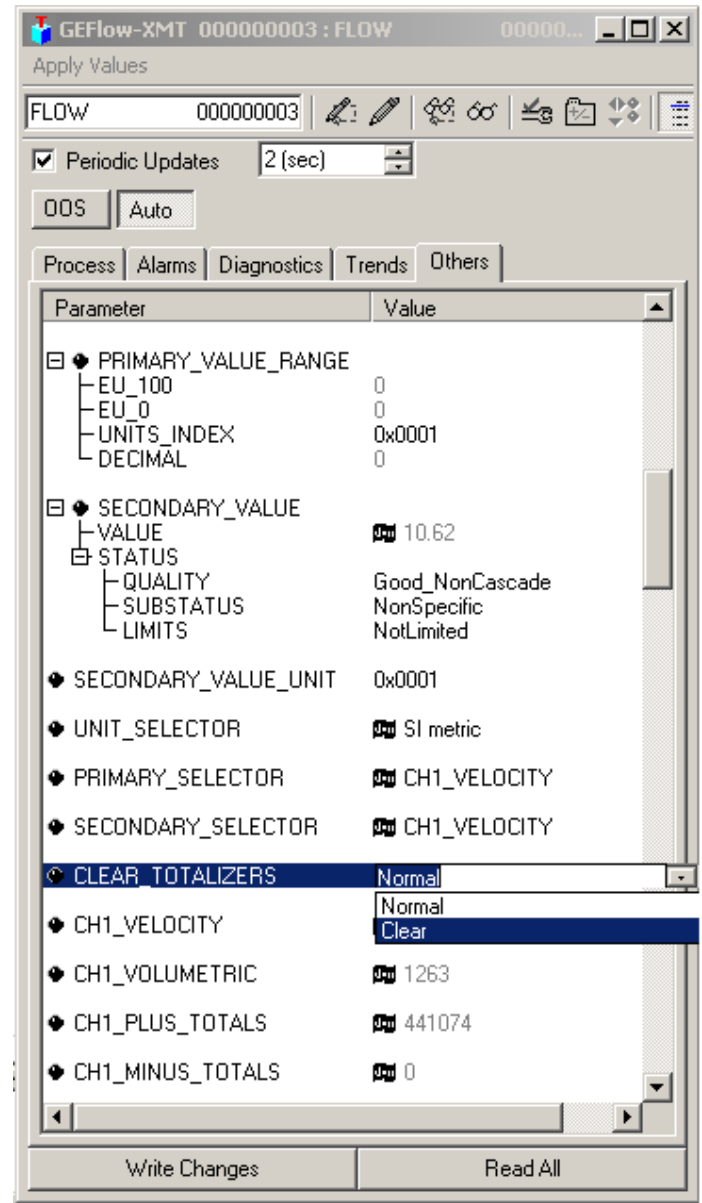 GEFlow-XMT 000000003 : FLOW 00000...
Apply Values
FLOW 000000003
Periodic Updates 2 (sec)
OOS Auto
Process Alarms Diagnostics Trends Others
Parameter Value
PRIMARY_VALUE_RANGE
EU_100 0
EU_0 0
UNITS_INDEX 0x0001
DECIMAL 0
SECONDARY_VALUE
VALUE 10.62
STATUS
QUALITY Good_NonCascade
SUBSTATUS NonSpecific
LIMITS NotLimited
SECONDARY_VALUE_UNIT 0x0001
UNIT_SELECTOR SI metric
PRIMARY_SELECTOR CH1_VELOCITY
SECONDARY_SELECTOR CH1_VELOCITY
CLEAR_TOTALIZERS Normal
Normal
CH1_VELOCITY Clear
CH1_VOLUMETRIC 1263
CH1_PLUS_TOTALS 441074
CH1_MINUS_TOTALS 0
Write Changes Read All